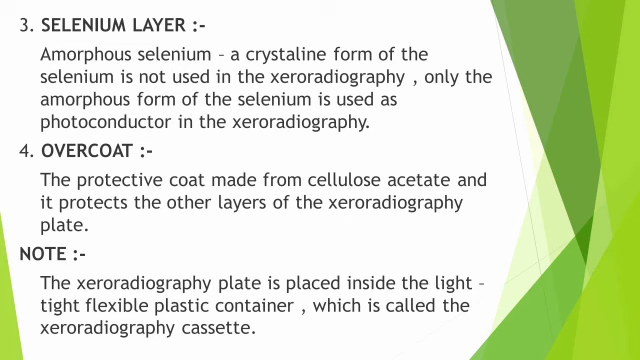 3. SELENIUM LAYER :-
Amorphous selenium – a crystaline form of the
selenium is not used in the xeroradiography , only the
amorphous form of the selenium is used as
photoconductor in the xeroradiography.
4. OVERCOAT :-
The protective coat made from cellulose acetate and
it protects the other layers of the xeroradiography
plate.
NOTE :-
The xeroradiography plate is placed inside the light –
tight flexible plastic container , which is called the
xeroradiography cassette.